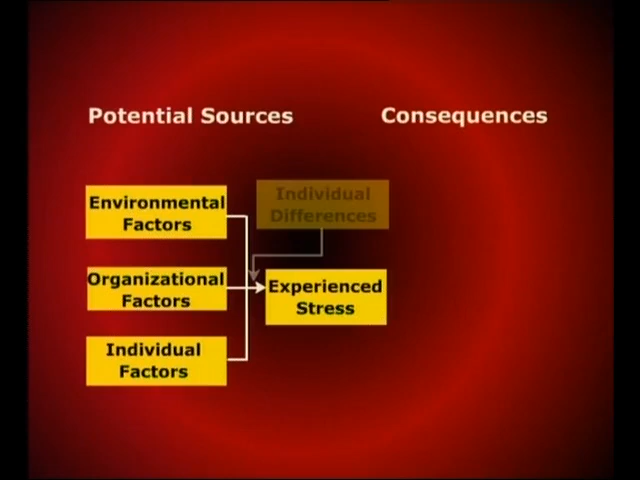 Potential Sources
Consequences
Environmental
Factors
Individual
Differences
Organizational
Factors
Experienced
Stress
Individual
Factors